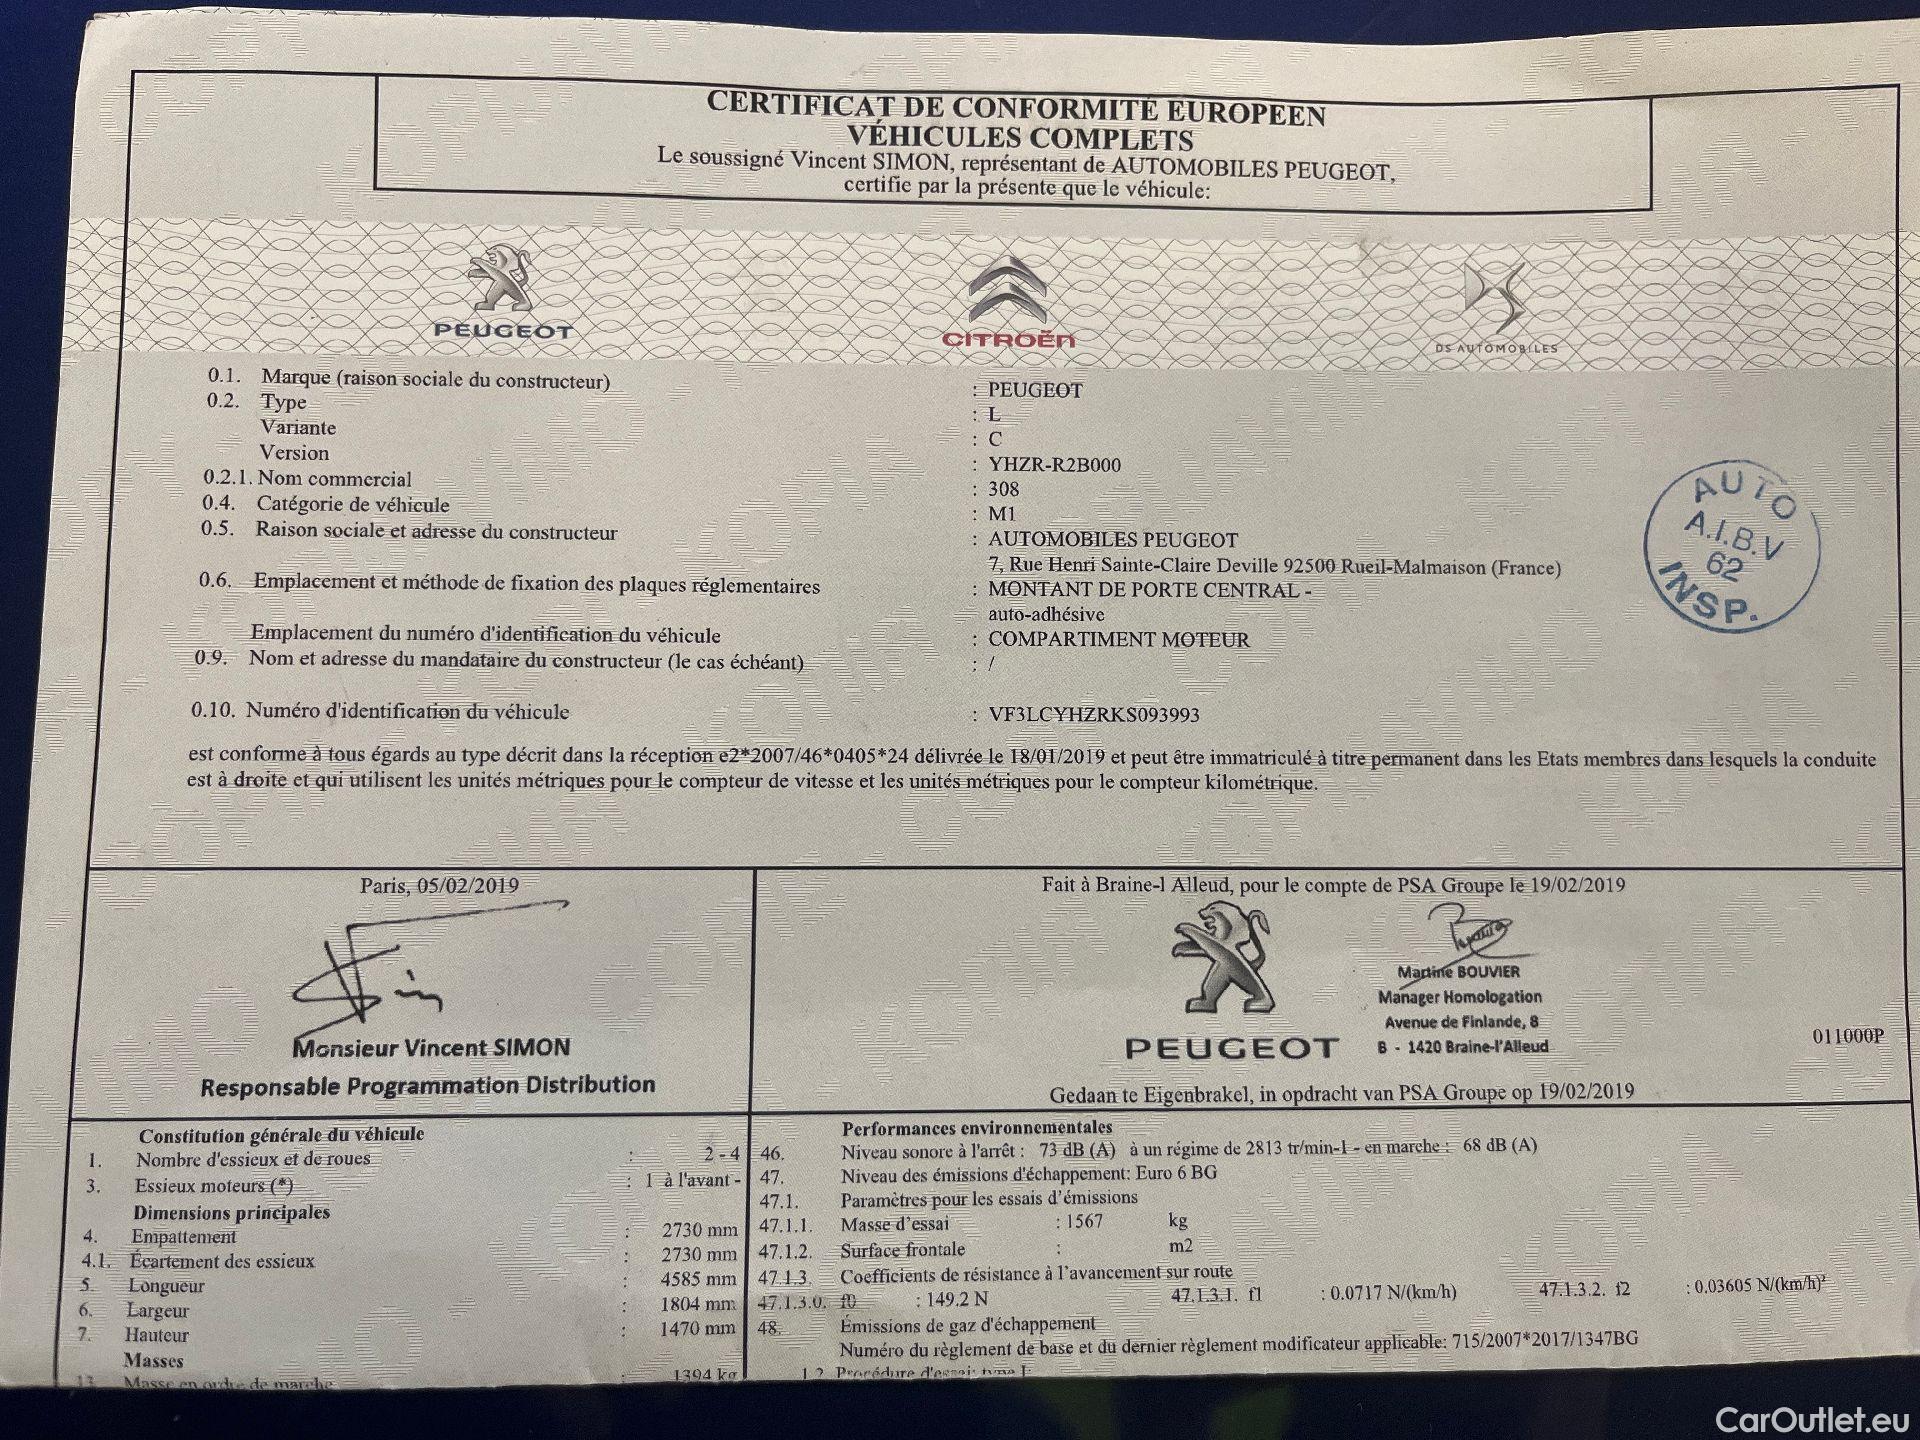 CERTIFICAT DE CONFORMITÉ EUROPEEN
VÉHICULES COMPLETS
Le soussigné Vincent SIMON, représentant de AUTOMOBILES PEUGEOT,
certifie par la présente que le véhicule:
PEUGEOT
CITROËN
DS AUTOMOBILES
0.1. Marque (raison sociale du constructeur) : PEUGEOT
0.2. Type : L
Variante : C
Version : YHZR-R2B000
0.2.1. Nom commercial : 308
0.4. Catégorie de véhicule : M1
0.5. Raison sociale et adresse du constructeur : AUTOMOBILES PEUGEOT
7, Rue Henri Sainte-Claire Deville 92500 Rueil-Malmaison (France)
0.6. Emplacement et méthode de fixation des plaques réglementaires : MONTANT DE PORTE CENTRAL -
auto-adhésive
Emplacement du numéro d'identification du véhicule : COMPARTIMENT MOTEUR
0.9. Nom et adresse du mandataire du constructeur (le cas échéant) : /
AUTO
A.I.B.V
62
INSP.
0.10. Numéro d'identification du véhicule : VF3LCYHZRKS093993
est conforme à tous égards au type décrit dans la réception e2*2007/46*0405*24 délivrée le 18/01/2019 et peut être immatriculé à titre permanent dans les Etats membres dans lesquels la conduite
est à droite et qui utilisent les unités métriques pour le compteur de vitesse et les unités métriques pour le compteur kilométrique.
Paris, 05/02/2019
Monsieur Vincent SIMON
Responsable Programmation Distribution
Fait à Braine-l Alleud, pour le compte de PSA Groupe le 19/02/2019
PEUGEOT
Martine BOUVIER
Manager Homologation
Avenue de Finlande, 8
B - 1420 Braine-l'Alleud
011000P
Gedaan te Eigenbrakel, in opdracht van PSA Groupe op 19/02/2019
Constitution générale du véhicule
1. Nombre d'essieux et de roues : 2 - 4
3. Essieux moteurs (*) : 1 à l'avant -
Dimensions principales
4. Empattement : 2730 mm
4.1. Écartement des essieux : 2730 mm
5. Longueur : 4585 mm
6. Largeur : 1804 mm
7. Hauteur : 1470 mm
Masses
13. Masse en ordre de marche : 1394 kg
Performances environnementales
46. Niveau sonore à l'arrêt : 73 dB (A) à un régime de 2813 tr/min-1 - en marche : 68 dB (A)
47. Niveau des émissions d'échappement: Euro 6 BG
47.1. Paramètres pour les essais d'émissions
47.1.1. Masse d'essai : 1567 kg
47.1.2. Surface frontale : m2
47.1.3. Coefficients de résistance à l'avancement sur route
47.1.3.0. f0 : 149.2 N 47.1.3.1. f1 : 0.0717 N/(km/h) 47.1.3.2. f2 : 0.03605 N/(km/h)²
48. Émissions de gaz d'échappement
Numéro du règlement de base et du dernier règlement modificateur applicable: 715/2007*2017/1347BG
1.2. Procédure d'essai: type I:
CarOutlet.eu